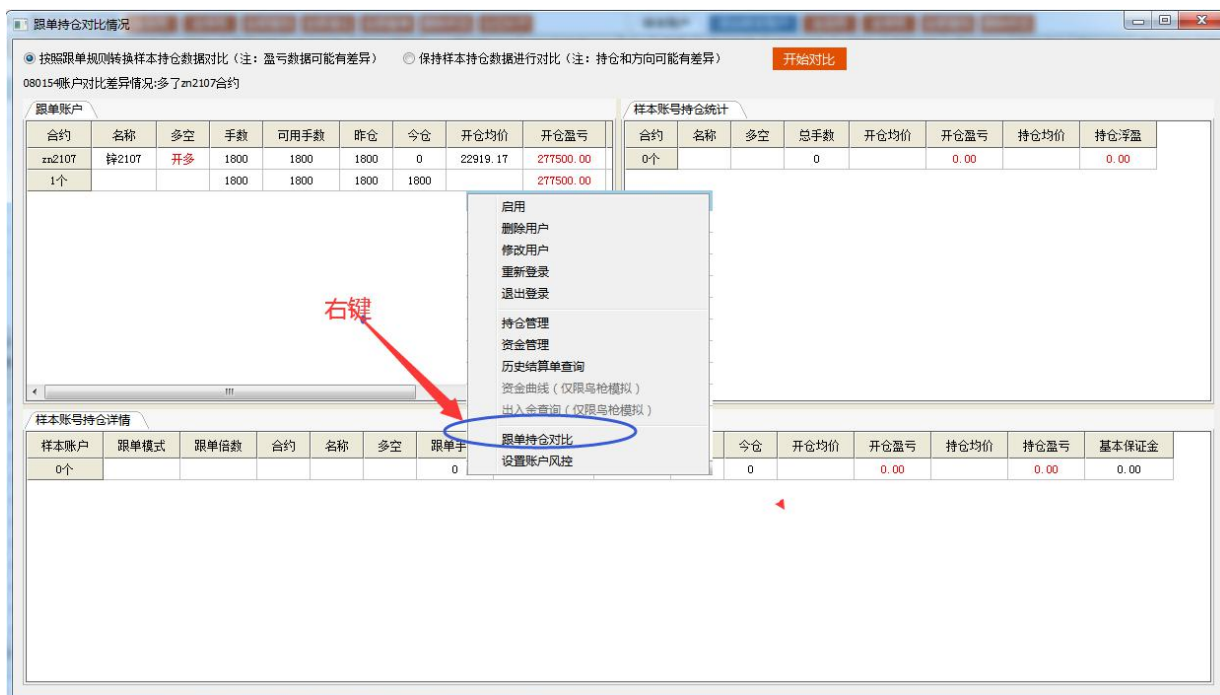 跟单持仓对比情况
按照跟单规则转换样本持仓数据对比（注：盈亏数据可能有差异） 保持样本持仓数据进行对比（注：持仓和方向可能有差异） 开始对比
080154账户对比差异情况:多了zn2107合约
跟单账户 样本账号持仓统计
合约 名称 多空 手数 可用手数 昨仓 今仓 开仓均价 开仓盈亏 合约 名称 多空 总手数 开仓均价 开仓盈亏 持仓均价 持仓浮盈
zn2107 锌2107 开多 1800 1800 1800 0 22919.17 277500.00 0个 0 0.00 0.00
1个 1800 1800 1800 1800 277500.00
启用
删除用户
修改用户
重新登录
退出登录
右键
持仓管理
资金管理
历史结算单查询
资金曲线（仅限鸟枪模拟）
出入金查询（仅限鸟枪模拟）
跟单持仓对比
设置账户风控
样本账号持仓详情
样本账户 跟单模式 跟单倍数 合约 名称 多空 跟单手 今仓 开仓均价 开仓盈亏 持仓均价 持仓盈亏 基本保证金
0个 0 0 0.00 0.00 0.00